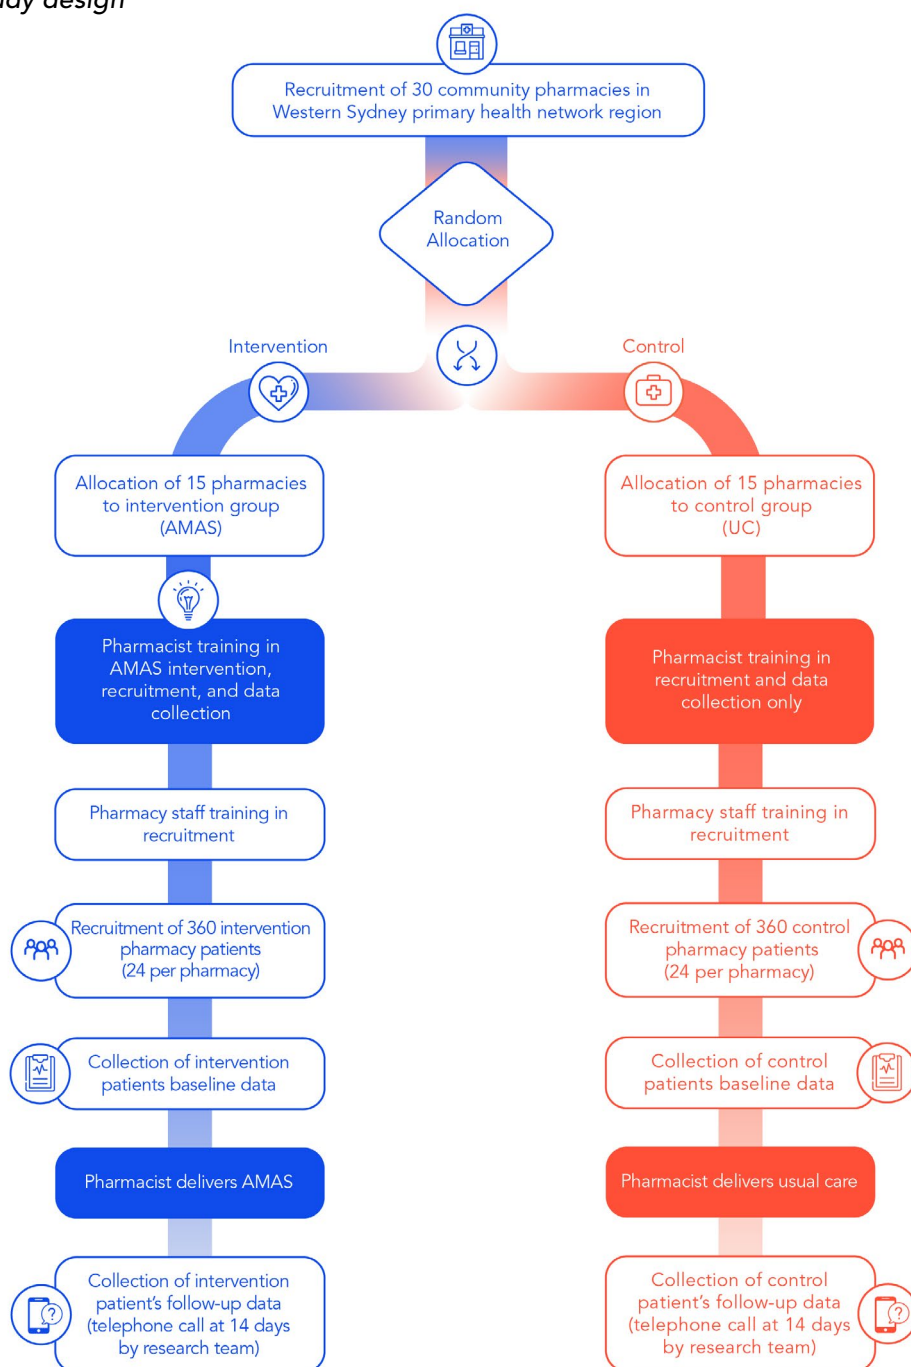 design
Recruitment of 30 community pharmacies in
Western Sydney primary health network region
Random
Allocation
Intervention
Control
Allocation of 15 pharmacies
to intervention group
(AMAS)
Allocation of 15 pharmacies
to control group
(UC)
Pharmacist training in
AMAS intervention,
recruitment, and data
collection
Pharmacist training in
recruitment and data
collection only
Pharmacy staff training in
recruitment
Pharmacy staff training in
recruitment
Recruitment of 360 intervention
pharmacy patients
(24 per pharmacy)
Recruitment of 360 control
pharmacy patients
(24 per pharmacy)
Collection of intervention
patients baseline data
Collection of control
patients baseline data
Pharmacist delivers AMAS
Pharmacist delivers usual care
Collection of intervention
patient's follow-up data
(telephone call at 14 days
by research team)
Collection of control
patient's follow-up data
(telephone call at 14 days
by research team)